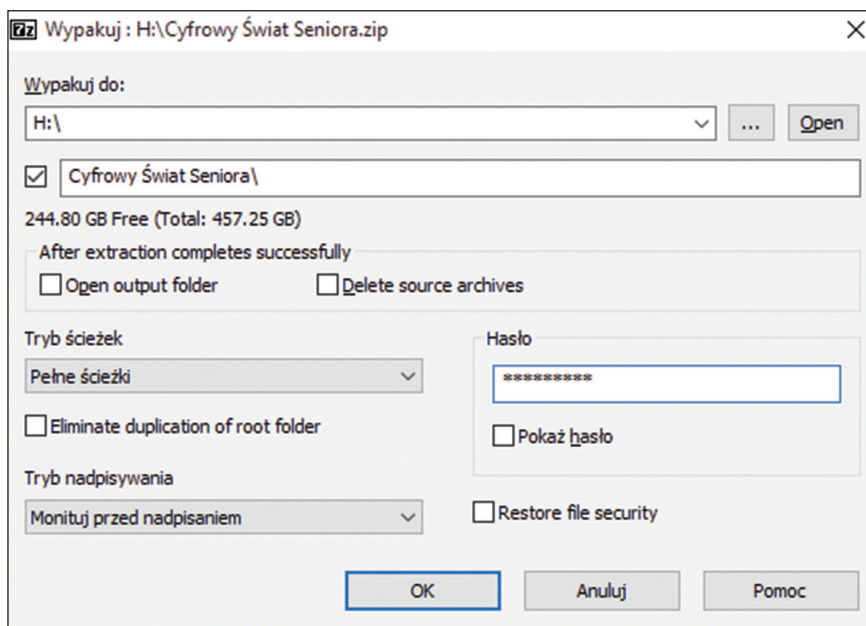 7z Wypakuj : H:\Cyfrowy Świat Seniora.zip
Wypakuj do:
H:\ ... Open
Cyfrowy Świat Seniora\
244.80 GB Free (Total: 457.25 GB)
After extraction completes successfully
Open output folder Delete source archives
Tryb ścieżek
Pełne ścieżki
Eliminate duplication of root folder
Tryb nadpisywania
Monituj przed nadpisaniem
Hasło
*********
Pokaż hasło
Restore file security
OK Anuluj Pomoc